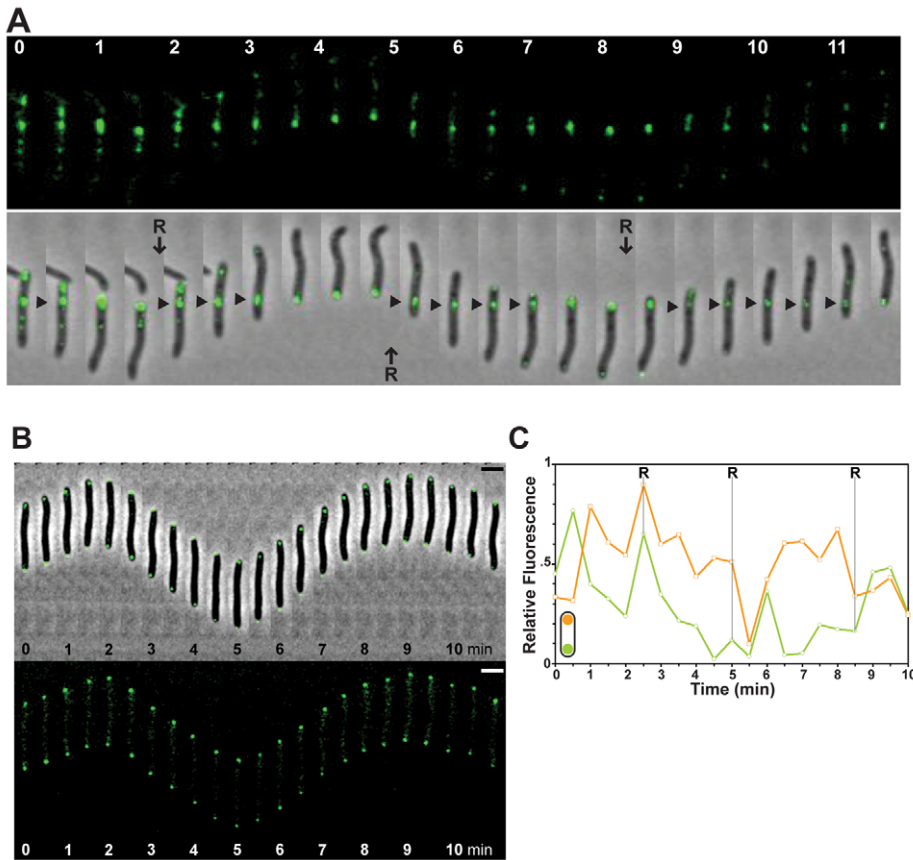 A
0 1 2 3 4 5 6 7 8 9 10 11
R R
R
B
0 1 2 3 4 5 6 7 8 9 10 min
0 1 2 3 4 5 6 7 8 9 10 min
C
1
R R R
.5
0
Relative Fluorescence
0 1 2 3 4 5 6 7 8 9 10
Time (min)